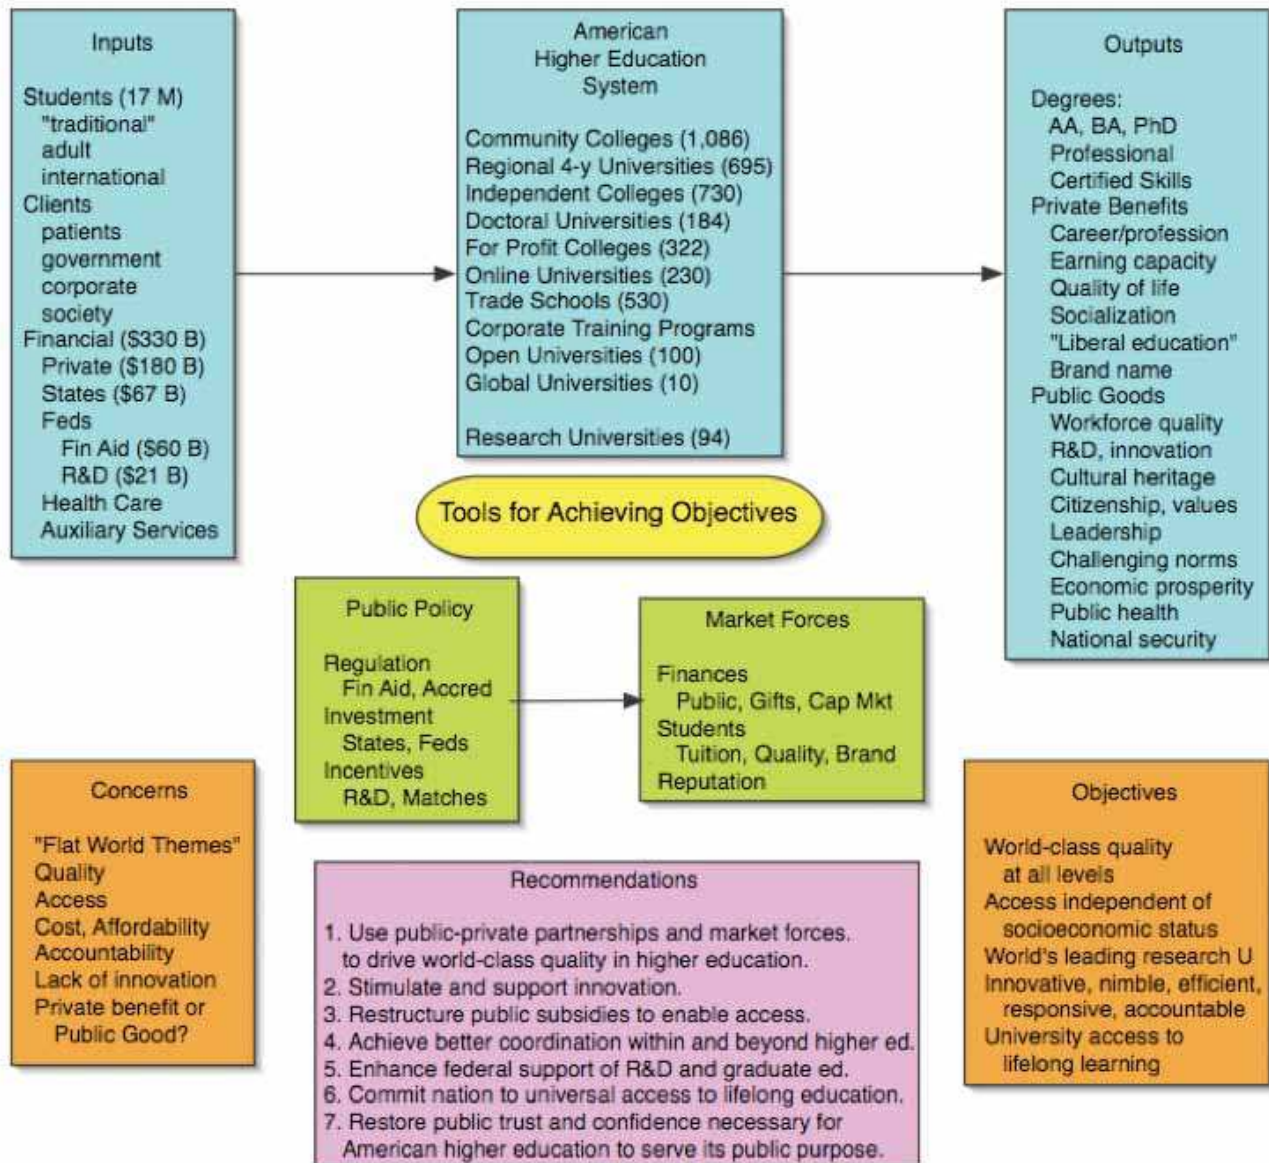 Inputs
Students (17 M)
"traditional"
adult
international
Clients
patients
government
corporate
society
Financial ($330 B)
Private ($180 B)
States ($67 B)
Feds
Fin Aid ($60 B)
R&D ($21 B)
Health Care
Auxiliary Services
American
Higher Education
System
Community Colleges (1,086)
Regional 4-y Universities (695)
Independent Colleges (730)
Doctoral Universities (184)
For Profit Colleges (322)
Online Universities (230)
Trade Schools (530)
Corporate Training Programs
Open Universities (100)
Global Universities (10)
Research Universities (94)
Outputs
Degrees:
AA, BA, PhD
Professional
Certified Skills
Private Benefits
Career/profession
Earning capacity
Quality of life
Socialization
"Liberal education"
Brand name
Public Goods
Workforce quality
R&D, innovation
Cultural heritage
Citizenship, values
Leadership
Challenging norms
Economic prosperity
Public health
National security
Tools for Achieving Objectives
Public Policy
Regulation
Fin Aid, Accred
Investment
States, Feds
Incentives
R&D, Matches
Market Forces
Finances
Public, Gifts, Cap Mkt
Students
Tuition, Quality, Brand
Reputation
Concerns
"Flat World Themes"
Quality
Access
Cost, Affordability
Accountability
Lack of innovation
Private benefit or
Public Good?
Recommendations
1. Use public-private partnerships and market forces.
to drive world-class quality in higher education.
2. Stimulate and support innovation.
3. Restructure public subsidies to enable access.
4. Achieve better coordination within and beyond higher ed.
5. Enhance federal support of R&D and graduate ed.
6. Commit nation to universal access to lifelong education.
7. Restore public trust and confidence necessary for
American higher education to serve its public purpose.
Objectives
World-class quality
at all levels
Access independent of
socioeconomic status
World's leading research U
Innovative, nimble, efficient,
responsive, accountable
University access to
lifelong learning